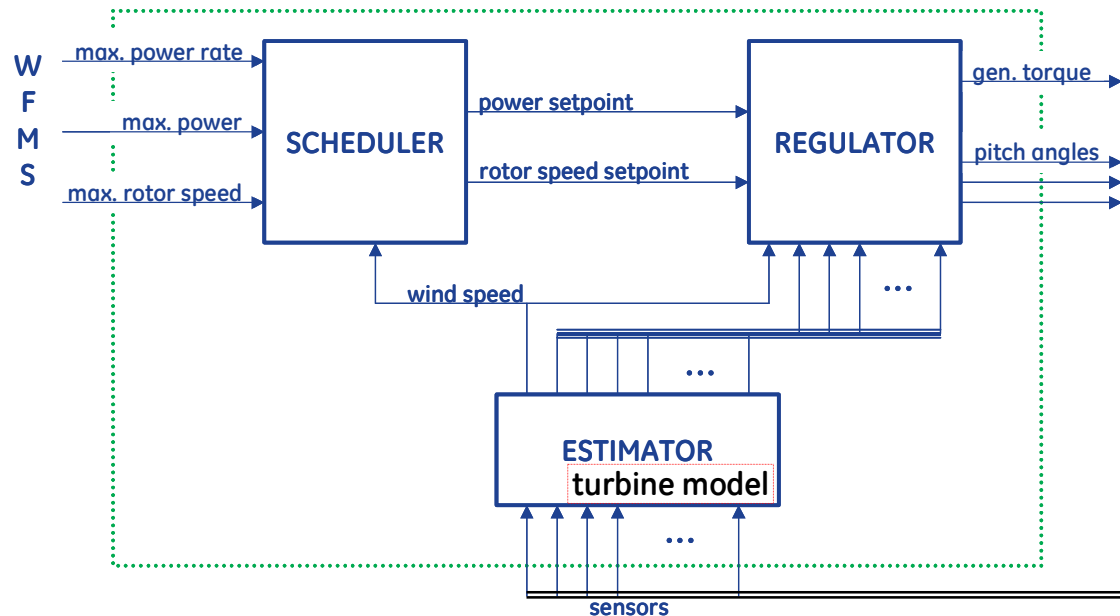 max. power rate
W
F
M
S
max. power
max. rotor speed
SCHEDULER
power setpoint
rotor speed setpoint
REGULATOR
gen. torque
pitch angles
wind speed
...
...
ESTIMATOR
turbine model
...
sensors